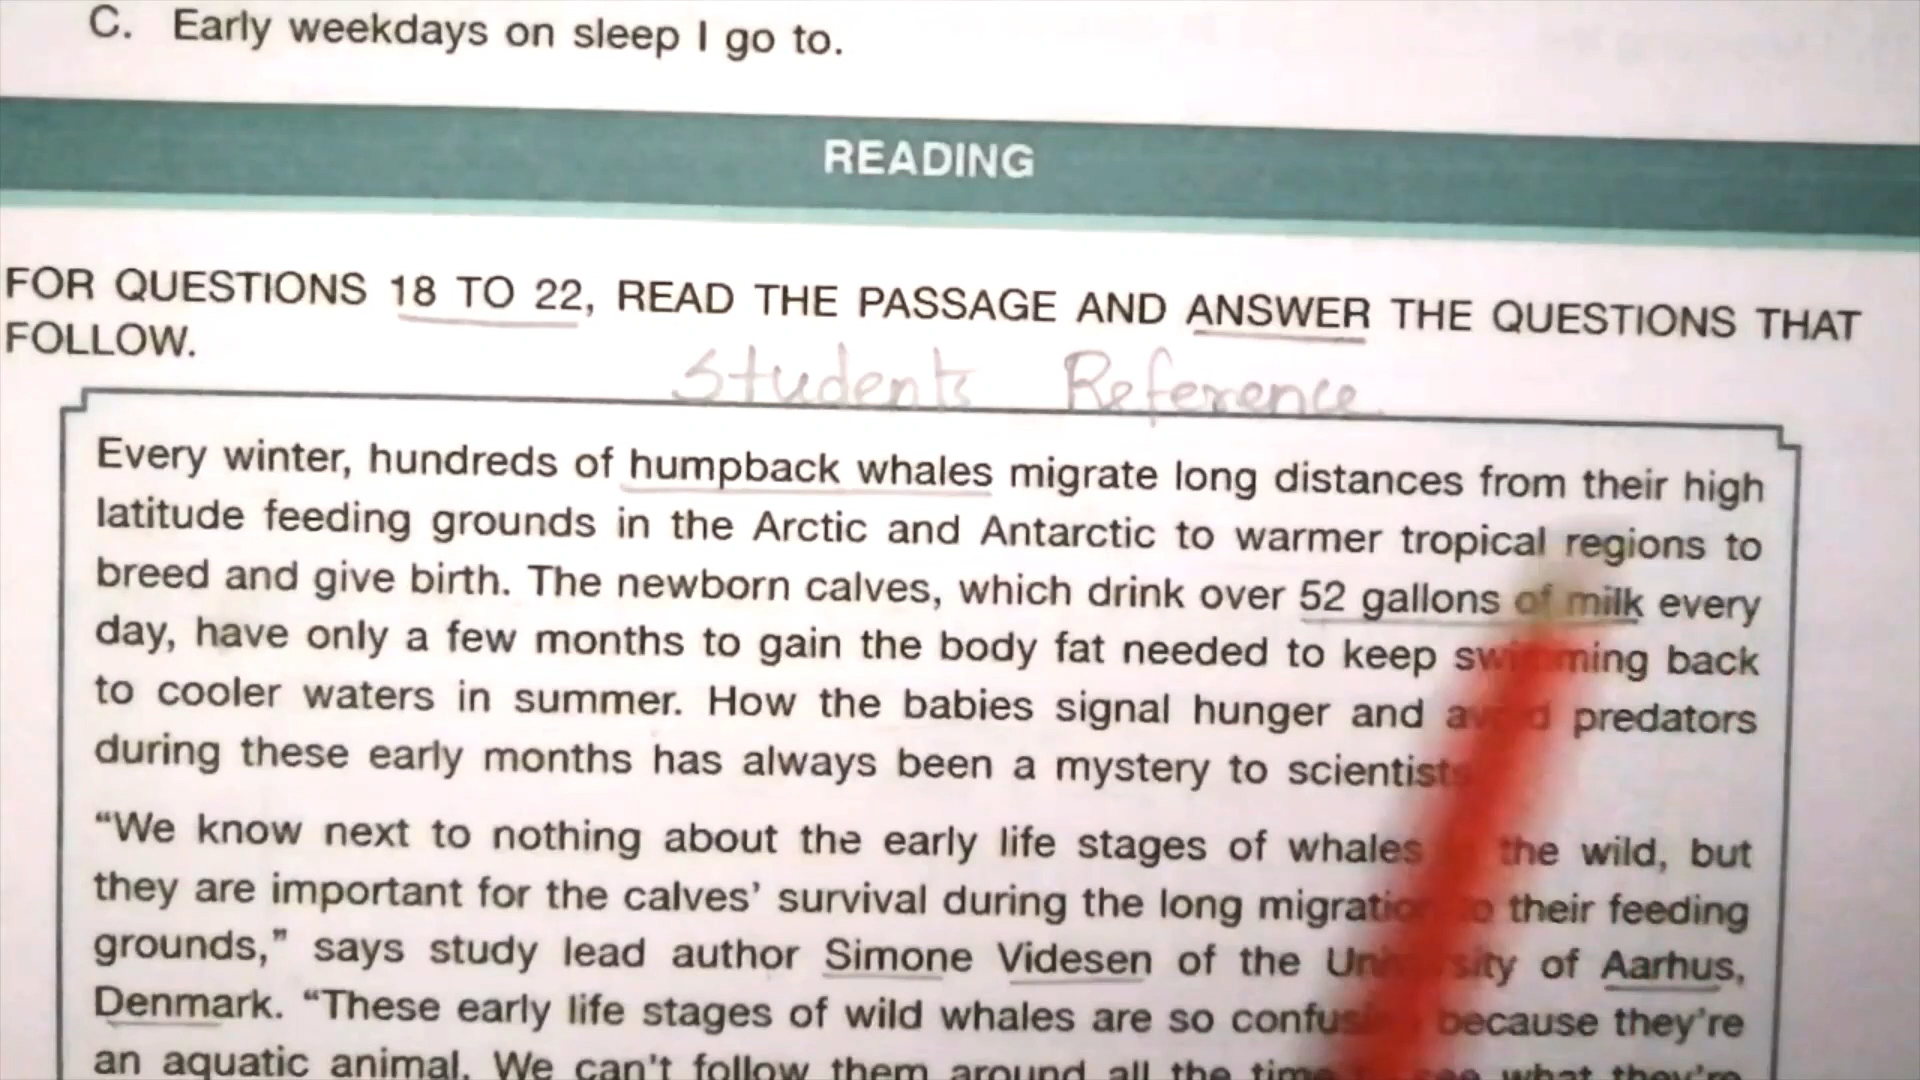 C. Early weekdays on sleep I go to.
READING
FOR QUESTIONS 18 TO 22, READ THE PASSAGE AND ANSWER THE QUESTIONS THAT
FOLLOW.
Students Reference
Every winter, hundreds of humpback whales migrate long distances from their high
latitude feeding grounds in the Arctic and Antarctic to warmer tropical regions to
breed and give birth. The newborn calves, which drink over 52 gallons of milk every
day, have only a few months to gain the body fat needed to keep swimming back
to cooler waters in summer. How the babies signal hunger and avoid predators
during these early months has always been a mystery to scientists
“We know next to nothing about the early life stages of whales the wild, but
they are important for the calves’ survival during the long migration their feeding
grounds,” says study lead author Simone Videsen of the University of Aarhus,
Denmark. “These early life stages of wild whales are so because they're
an aquatic animal. We can't follow them around all the time see what they're